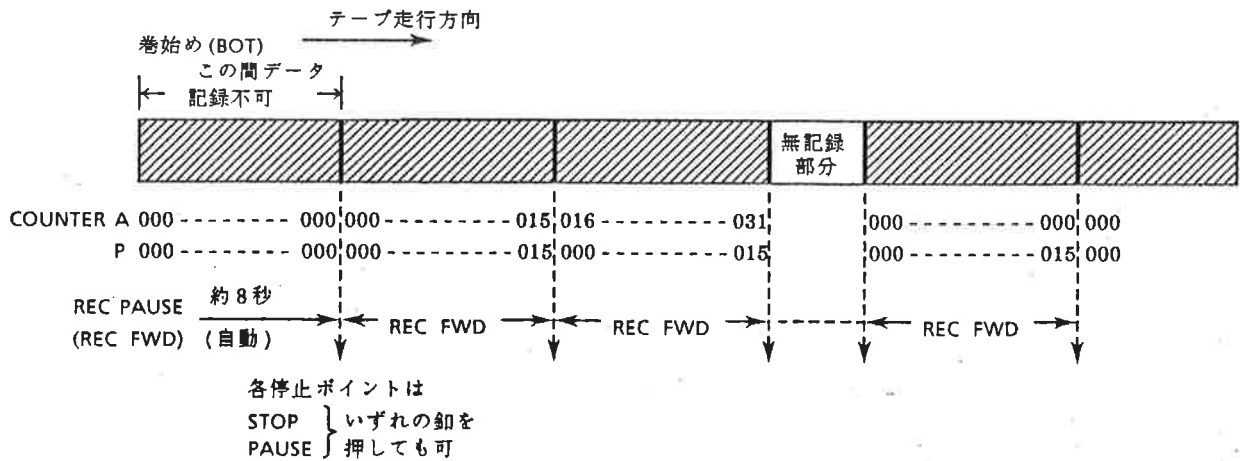 テープ走行方向
巻始め (BOT)
この間データ
記録不可
無記録
部分
COUNTER A 000 -------- 000 000 --------- 015 016 --------- 031 000 --------- 000 000
P 000 -------- 000 000 --------- 015 000 --------- 015 000 --------- 015 000
REC PAUSE 約8秒
(REC FWD) (自動)
REC FWD REC FWD REC FWD
各停止ポイントは
STOP いずれの釦を
PAUSE 押しても可